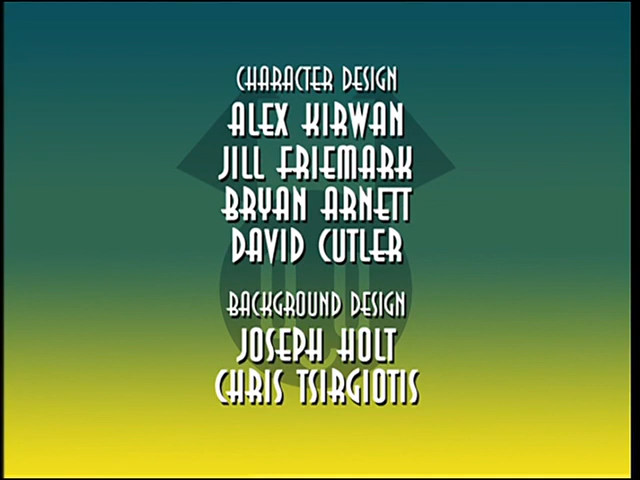 CHARACTER DESIGN
ALEX KIRWAN
JILL FRIEMARK
BRYAN ARNETT
DAVID CUTLER
BACKGROUND DESIGN
JOSEPH HOLT
CHRIS TSIRGIOTIS